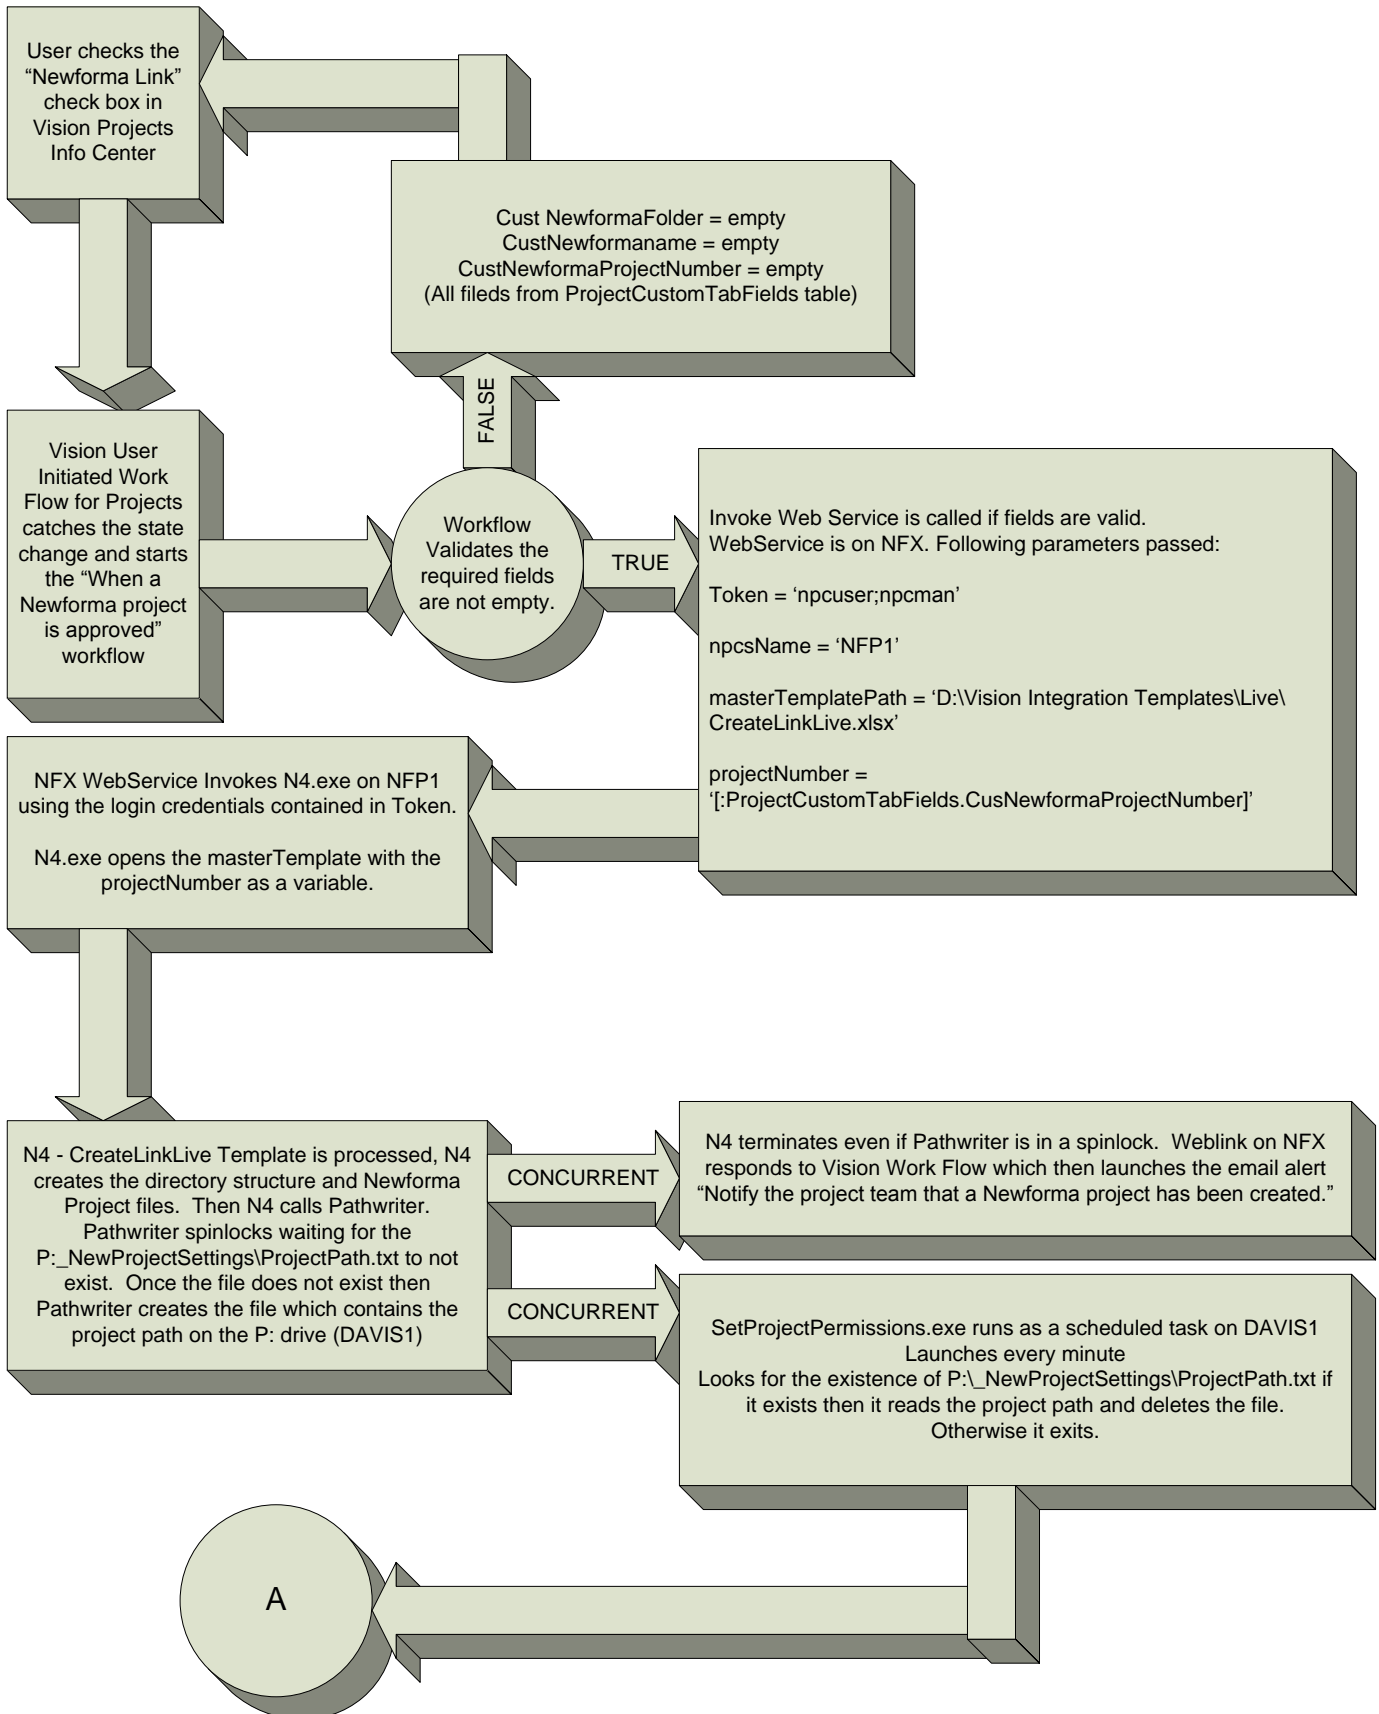 User checks the
“Newforma Link”
check box in
Vision Projects
Info Center
Cust NewformaFolder = empty
CustNewformaname = empty
CustNewformaProjectNumber = empty
(All fileds from ProjectCustomTabFields table)
FALSE
Vision User
Initiated Work
Flow for Projects
catches the state
change and starts
the “When a
Newforma project
is approved”
workflow
Workflow
Validates the
required fields
are not empty.
TRUE
Invoke Web Service is called if fields are valid.
WebService is on NFX. Following parameters passed:
Token = ‘npcuser;npcman’
npcsName = ‘NFP1’
masterTemplatePath = ‘D:\Vision Integration Templates\Live\
CreateLinkLive.xlsx’
projectNumber =
‘[:ProjectCustomTabFields.CusNewformaProjectNumber]’
NFX WebService Invokes N4.exe on NFP1
using the login credentials contained in Token.
N4.exe opens the masterTemplate with the
projectNumber as a variable.
N4 - CreateLinkLive Template is processed, N4
creates the directory structure and Newforma
Project files.  Then N4 calls Pathwriter.
Pathwriter spinlocks waiting for the
P:_NewProjectSettings\ProjectPath.txt to not
exist.  Once the file does not exist then
Pathwriter creates the file which contains the
project path on the P: drive (DAVIS1)
CONCURRENT
N4 terminates even if Pathwriter is in a spinlock.  Weblink on NFX
responds to Vision Work Flow which then launches the email alert
“Notify the project team that a Newforma project has been created.”
CONCURRENT
SetProjectPermissions.exe runs as a scheduled task on DAVIS1
Launches every minute
Looks for the existence of P:\_NewProjectSettings\ProjectPath.txt if
it exists then it reads the project path and deletes the file.
Otherwise it exits.
A